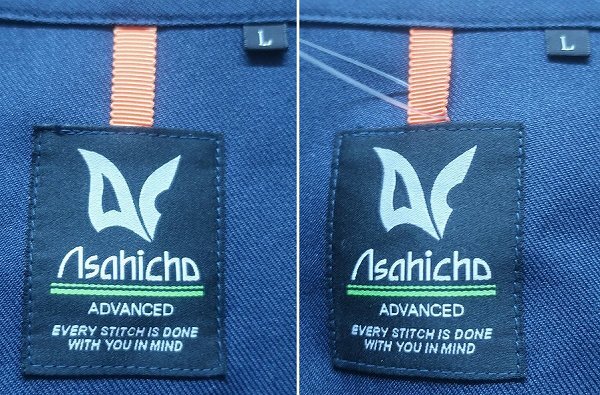 L
Asahicho
ADVANCED
EVERY STITCH IS DONE
WITH YOU IN MIND
L
Asahicho
ADVANCED
EVERY STITCH IS DONE
WITH YOU IN MIND